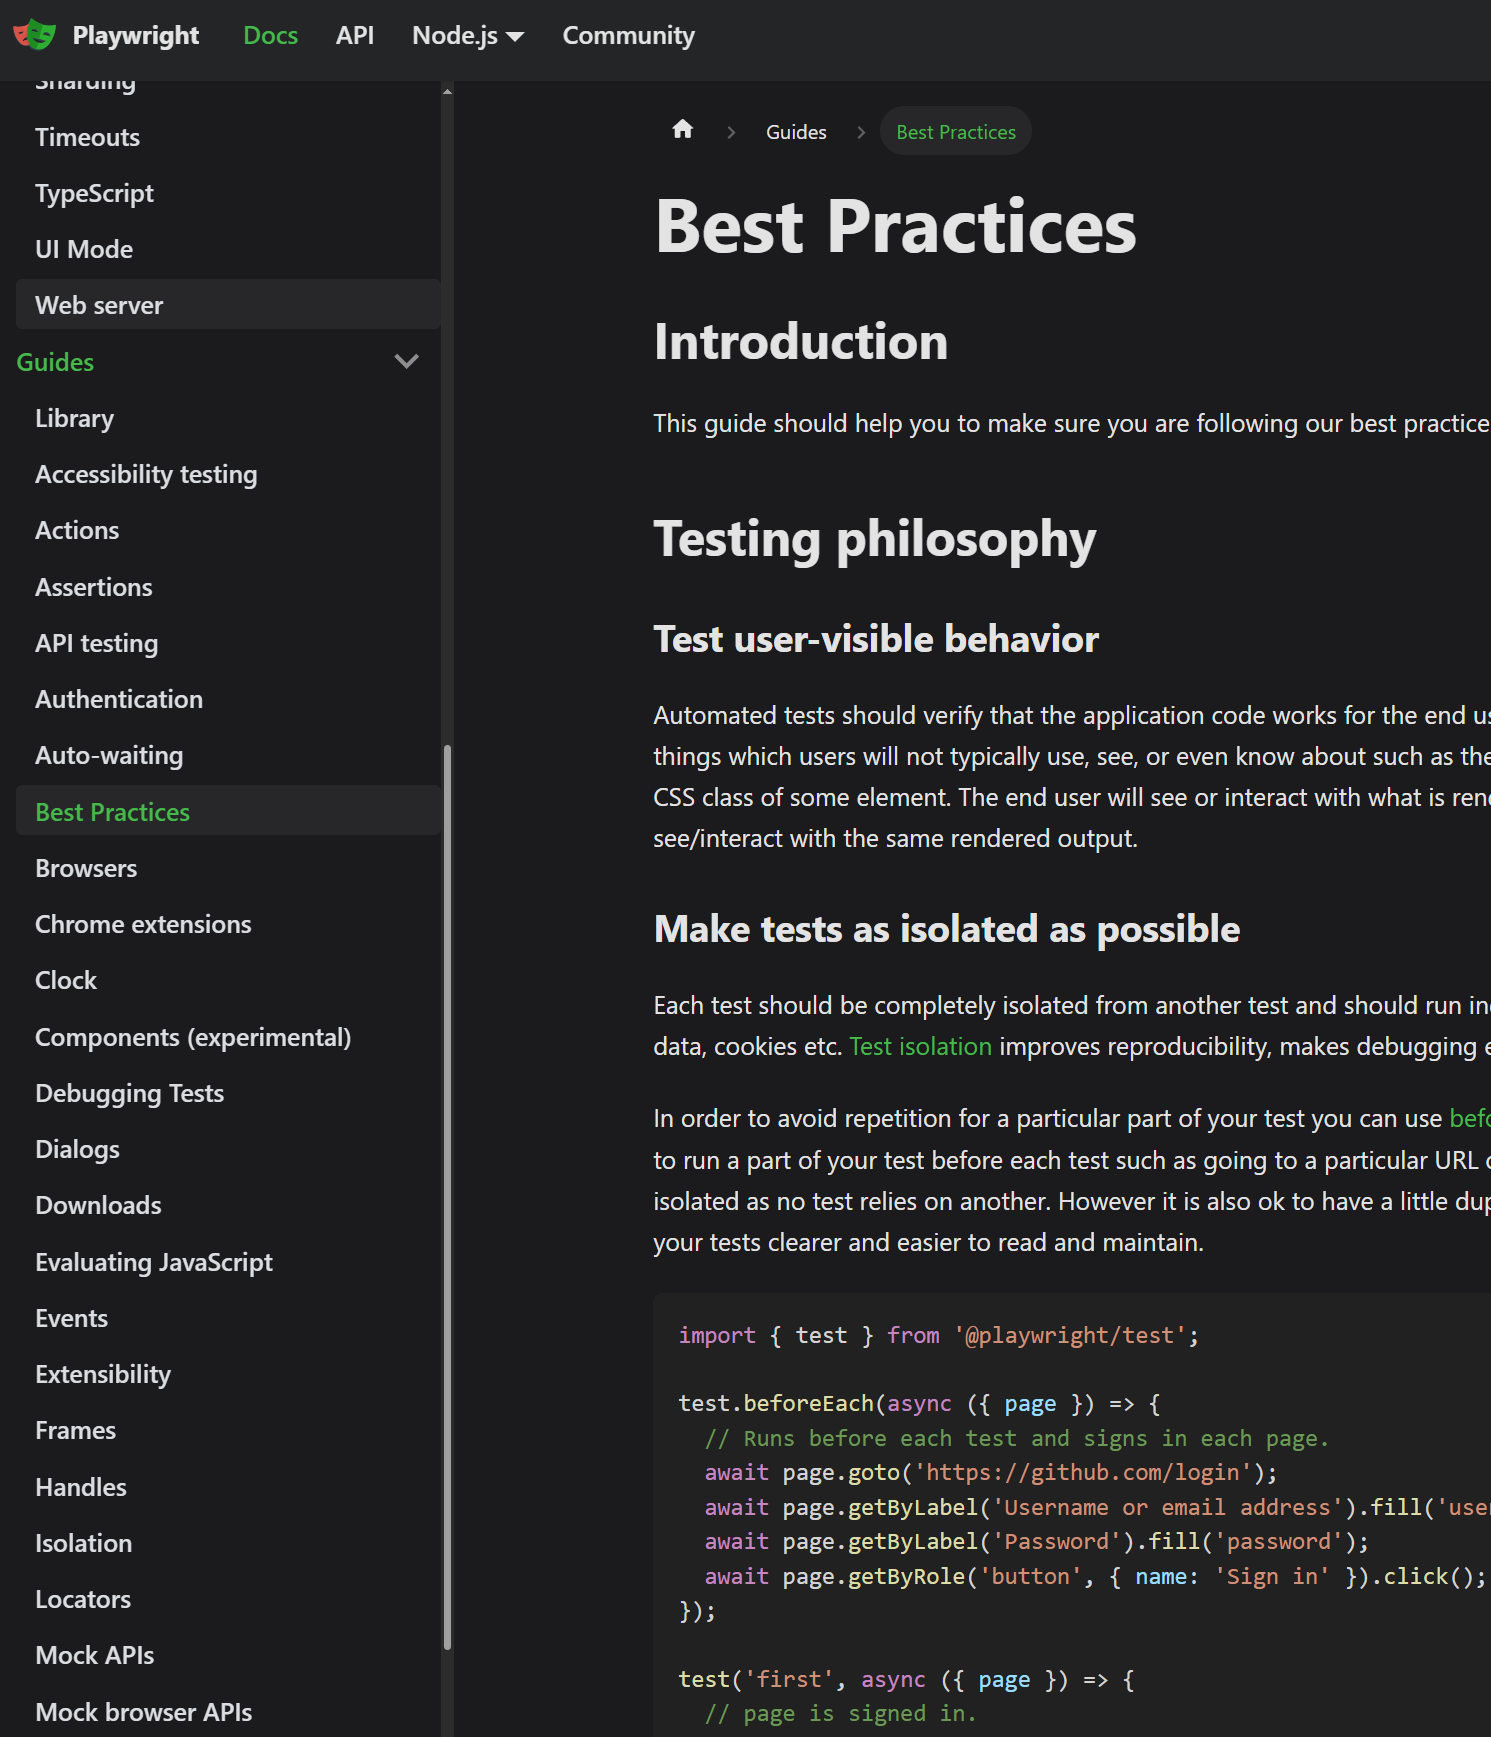 Playwright
Docs
API
Node.js
Community
Sharding
Timeouts
TypeScript
UI Mode
Web server
Guides
Library
Accessibility testing
Actions
Assertions
API testing
Authentication
Auto-waiting
Best Practices
Browsers
Chrome extensions
Clock
Components (experimental)
Debugging Tests
Dialogs
Downloads
Evaluating JavaScript
Events
Extensibility
Frames
Handles
Isolation
Locators
Mock APIs
Mock browser APIs
Guides
Best Practices
Best Practices
Introduction
This guide should help you to make sure you are following our best practice
Testing philosophy
Test user-visible behavior
Automated tests should verify that the application code works for the end
things which users will not typically use, see, or even know about such as the
CSS class of some element. The end user will see or interact with what is
see/interact with the same rendered output.
Make tests as isolated as possible
Each test should be completely isolated from another test and should run
data, cookies etc. Test isolation improves reproducibility, makes debugging
In order to avoid repetition for a particular part of your test you can use
to run a part of your test before each test such as going to a particular URL
isolated as no test relies on another. However it is also ok to have a little
your tests clearer and easier to read and maintain.
import { test } from '@playwright/test';
test.beforeEach(async ({ page }) => {
// Runs before each test and signs in each page.
await page.goto('https://github.com/login');
await page.getByLabel('Username or email address').fill('user
await page.getByLabel('Password').fill('password');
await page.getByRole('button', { name: 'Sign in' }).click();
});
test('first', async ({ page }) => {
// page is signed in.